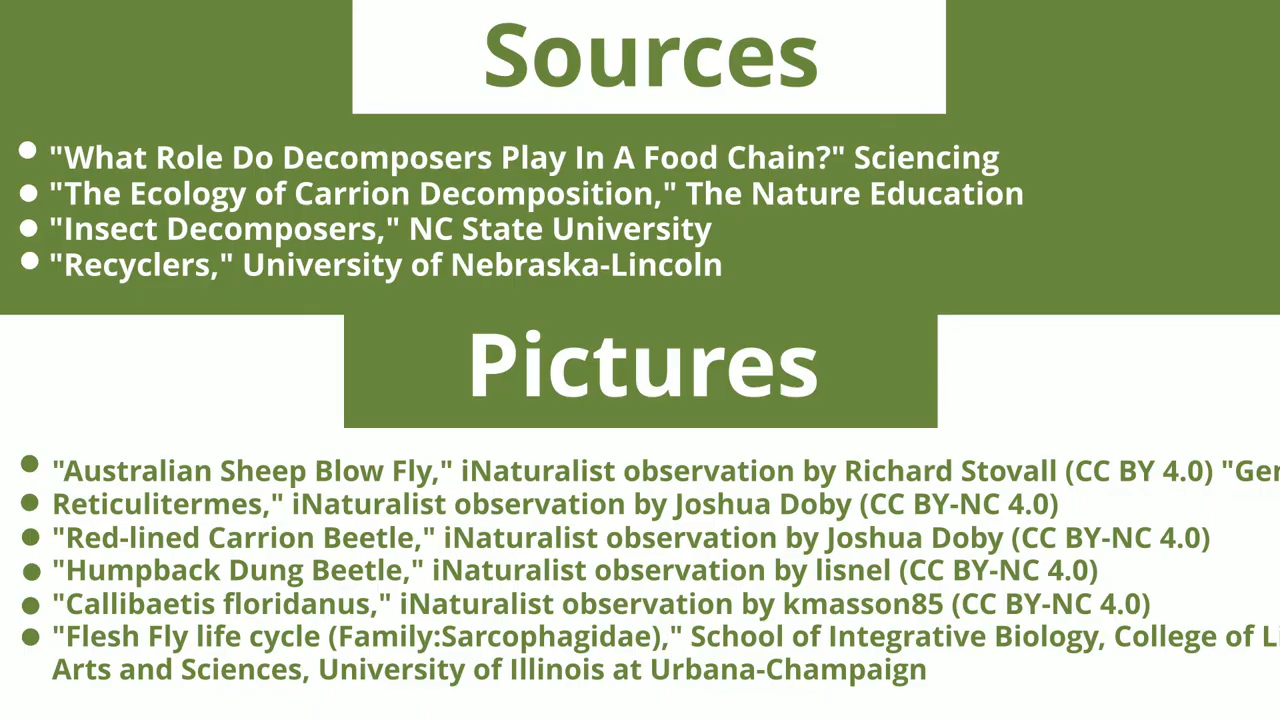 Sources
"What Role Do Decomposers Play In A Food Chain?" Sciencing
"The Ecology of Carrion Decomposition," The Nature Education
"Insect Decomposers," NC State University
"Recyclers," University of Nebraska-Lincoln
Pictures
"Australian Sheep Blow Fly," iNaturalist observation by Richard Stovall (CC BY 4.0)
Reticulitermes," iNaturalist observation by Joshua Doby (CC BY-NC 4.0)
"Red-lined Carrion Beetle," iNaturalist observation by Joshua Doby (CC BY-NC 4.0)
"Humpback Dung Beetle," iNaturalist observation by lisnel (CC BY-NC 4.0)
"Callibaetis floridanus," iNaturalist observation by kmasson85 (CC BY-NC 4.0)
"Flesh Fly life cycle (Family:Sarcophagidae)," School of Integrative Biology, College of
Arts and Sciences, University of Illinois at Urbana-Champaign